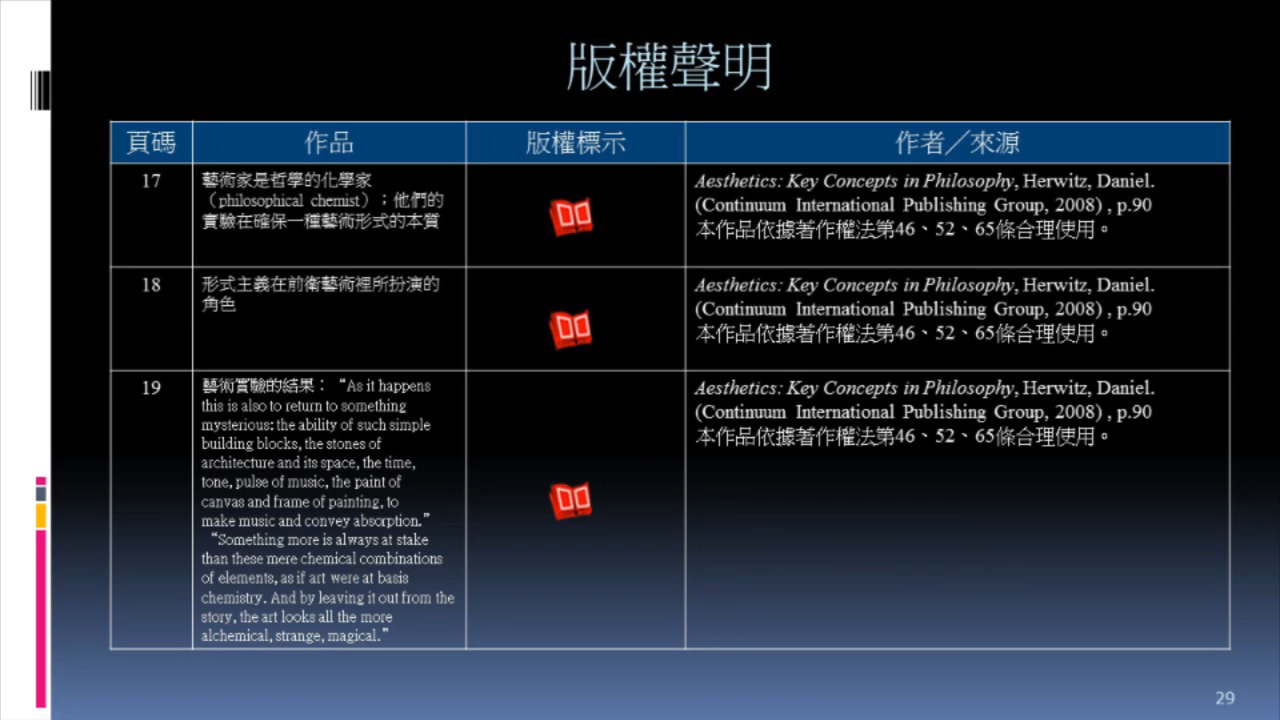 版權聲明
頁碼
作品
版權標示
作者／來源
17
藝術家是哲學的化學家
（philosophical chemist）；他們的
實驗在確保一種藝術形式的本質
Aesthetics: Key Concepts in Philosophy, Herwitz, Daniel.
(Continuum International Publishing Group, 2008) , p.90
本作品依據著作權法第46、52、65條合理使用。
18
形式主義在前衛藝術裡所扮演的
角色
Aesthetics: Key Concepts in Philosophy, Herwitz, Daniel.
(Continuum International Publishing Group, 2008) , p.90
本作品依據著作權法第46、52、65條合理使用。
19
藝術實驗的結果：“As it happens
this is also to return to something
mysterious: the ability of such simple
building blocks, the stones of
architecture and its space, the time,
tone, pulse of music, the paint of
canvas and frame of painting, to
make music and convey absorption.”
“Something more is always at stake
than these mere chemical combinations
of elements, as if art were at basis
chemistry. And by leaving it out from the
story, the art looks all the more
alchemical, strange, magical.”
Aesthetics: Key Concepts in Philosophy, Herwitz, Daniel.
(Continuum International Publishing Group, 2008) , p.90
本作品依據著作權法第46、52、65條合理使用。
29